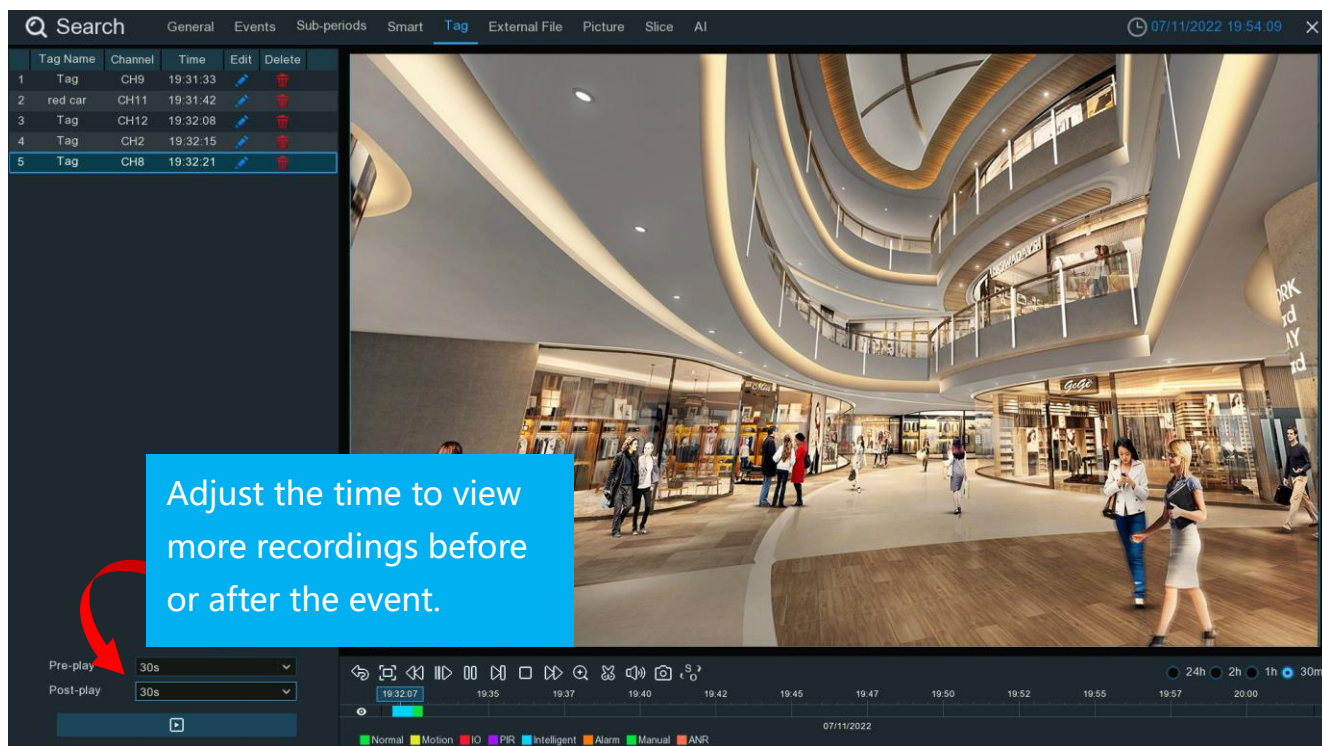 Search General Events Sub-periods Smart Tag External File Picture Slice AI 07/11/2022 19:54:09
Tag Name Channel Time Edit Delete
1 Tag CH9 19:31:33
2 red car CH11 19:31:42
3 Tag CH12 19:32:08
4 Tag CH2 19:32:15
5 Tag CH8 19:32:21
GeGe
Adjust the time to view
more recordings before
or after the event.
Pre-play 30s
Post-play 30s
24h 2h 1h 30m
19:32:07 19:35 19:37 19:40 19:42 19:45 19:47 19:50 19:52 19:55 19:57 20:00
07/11/2022
Normal Motion IO PIR Intelligent Alarm Manual ANR